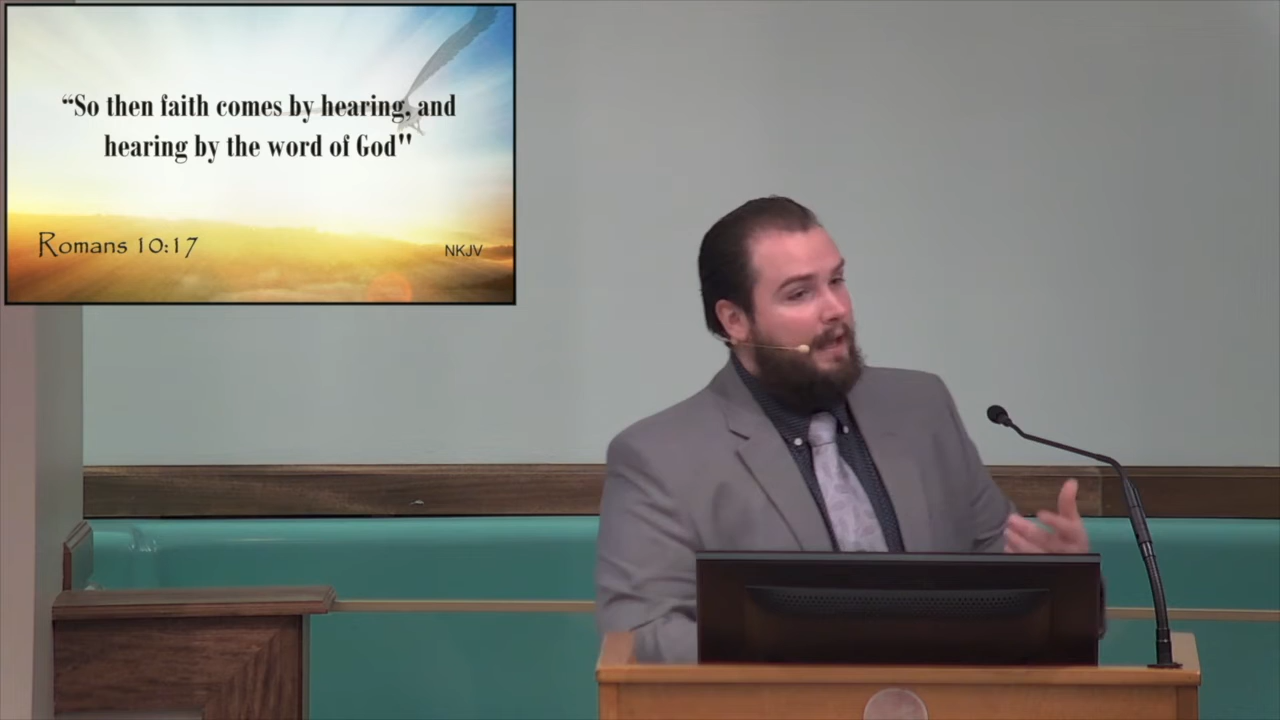 “So then faith comes by hearing, and
hearing by the word of God"
Romans 10:17
NKJV